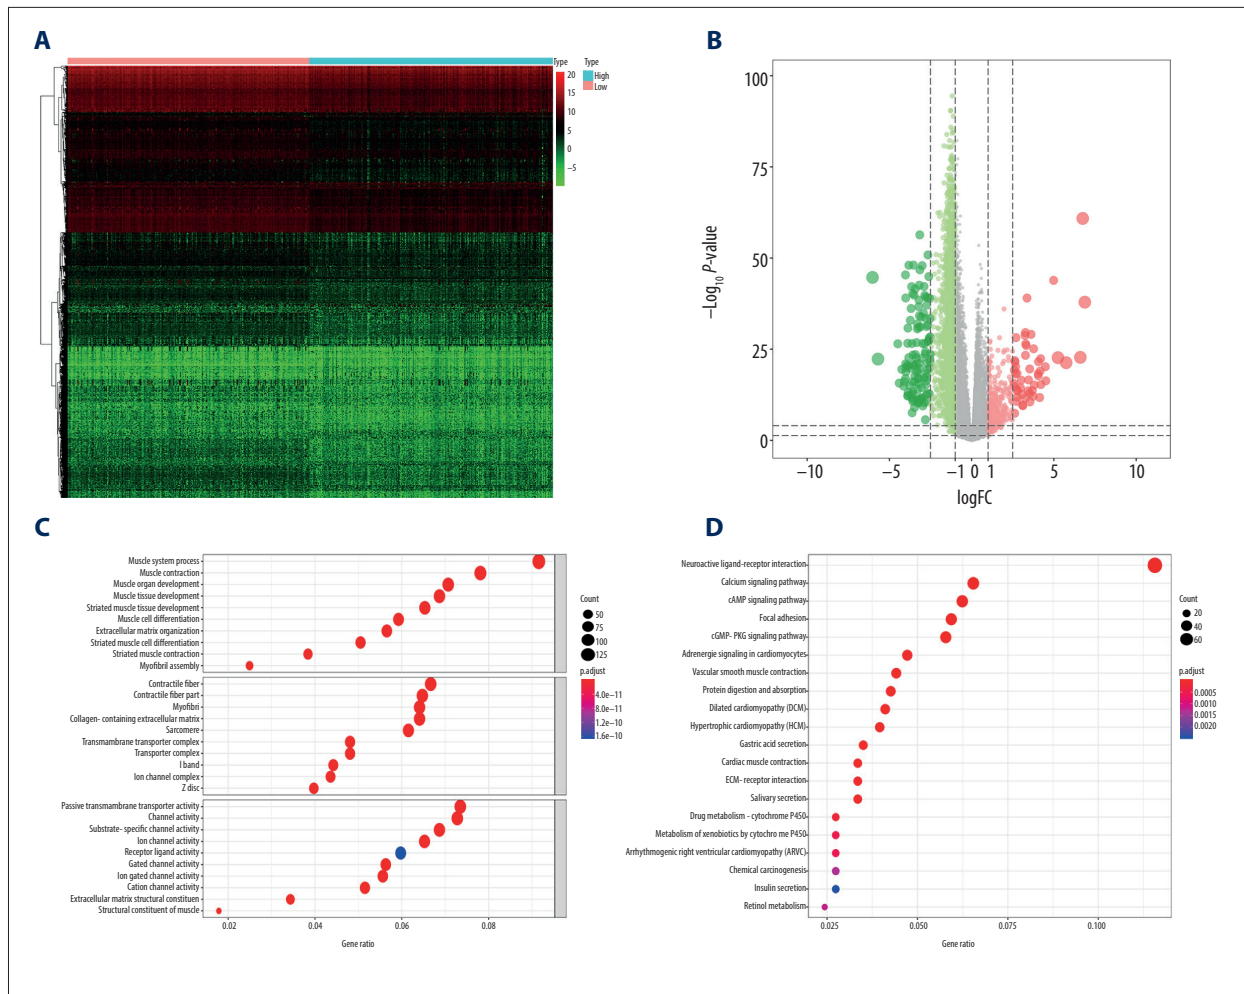 A
Type
20
15
10
5
0
−5
Type
High
Low
B
100
75
50
25
0
−Log10 P-value
−10
−5
−1
0
1
5
10
logFC
C
Muscle system process
Muscle contraction
Muscle organ development
Muscle tissue development
Striated muscle tissue development
Muscle cell differentiation
Extracellular matrix organization
Striated muscle cell differentiation
Striated muscle contraction
Myofibril assembly
Contractile fiber
Contractile fiber part
Myofibri
Collagen- containing extracellular matrix
Sarcomere
Transmambrane transporter complex
Transporter complex
I band
Ion channel complex
Z disc
Passive transmambrane transporter activity
Channel activity
Substrate- specific channel activity
Ion channel activity
Receptor ligand activity
Gated channel activity
Ion gated channel activity
Cation channel activity
Extracellular matrix structural constituen
Structural constituent of muscle
0.02
0.04
0.06
0.08
Gene ratio
Count
50
75
100
125
p.adjust
4.0e−11
8.0e−11
1.2e−10
1.6e−10
D
Neuroactive ligand-receptor interaction
Calcium signaling pathway
cAMP signaling pathway
Focal adhesion
cGMP- PKG signaling pathway
Adrenergie signaling in cardiomyocytes
Vascular smooth muscle contraction
Protein digestion and absorption
Dilated cardiomyopathy (DCM)
Hypertrophic cardiomyopathy (HCM)
Gastric acid secretion
Cardiac muscle contraction
ECM- receptor interaction
Salivary secretion
Drug metabolism - cytochrome P450
Metabolism of xenobiotics by cytochro me P450
Arrhythmogenic right ventricular cardiomyopathy (ARVC)
Chemical carcinogenesis
Insulin secretion
Retinol metabolism
0.025
0.050
0.075
0.100
Gene ratio
Count
20
40
60
p.adjust
0.0005
0.0010
0.0015
0.0020